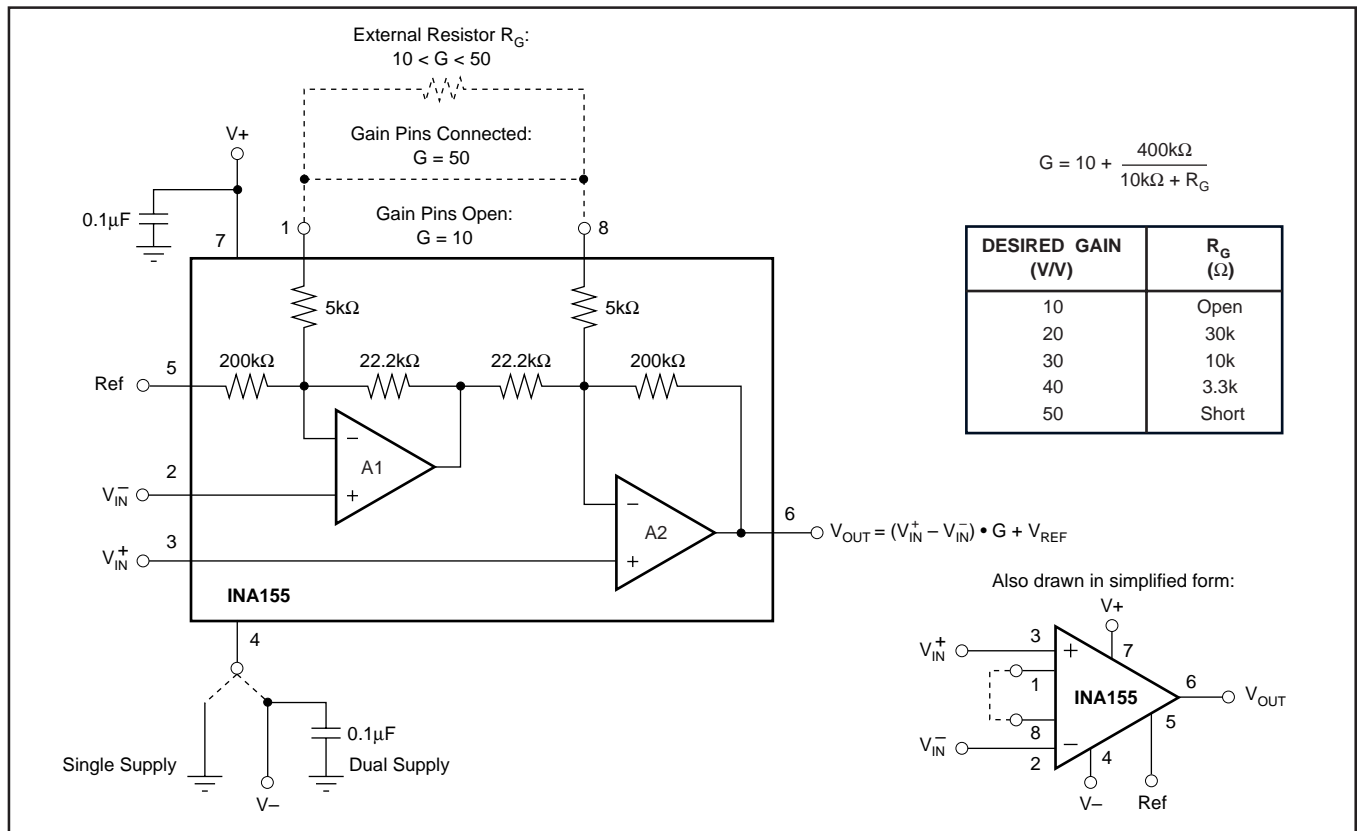 External Resistor R_G:
10 < G < 50
V+
Gain Pins Connected:
G = 50
0.1μF
Gain Pins Open:
G = 10
1
8
7
5kΩ
5kΩ
200kΩ
22.2kΩ
22.2kΩ
200kΩ
5
Ref
A1
−
+
2
V_IN^–
3
V_IN^+
A2
−
+
6
V_OUT = (V_IN^+ – V_IN^–) • G + V_REF
INA155
4
0.1μF
Single Supply
Dual Supply
V–
G = 10 + 400kΩ / 10kΩ + R_G
DESIRED GAIN (V/V) R_G (Ω)
10 Open
20 30k
30 10k
40 3.3k
50 Short
Also drawn in simplified form:
V+
V_IN^+
3
+
7
1
INA155
6
V_OUT
8
5
V_IN^–
−
2
4
V–
Ref